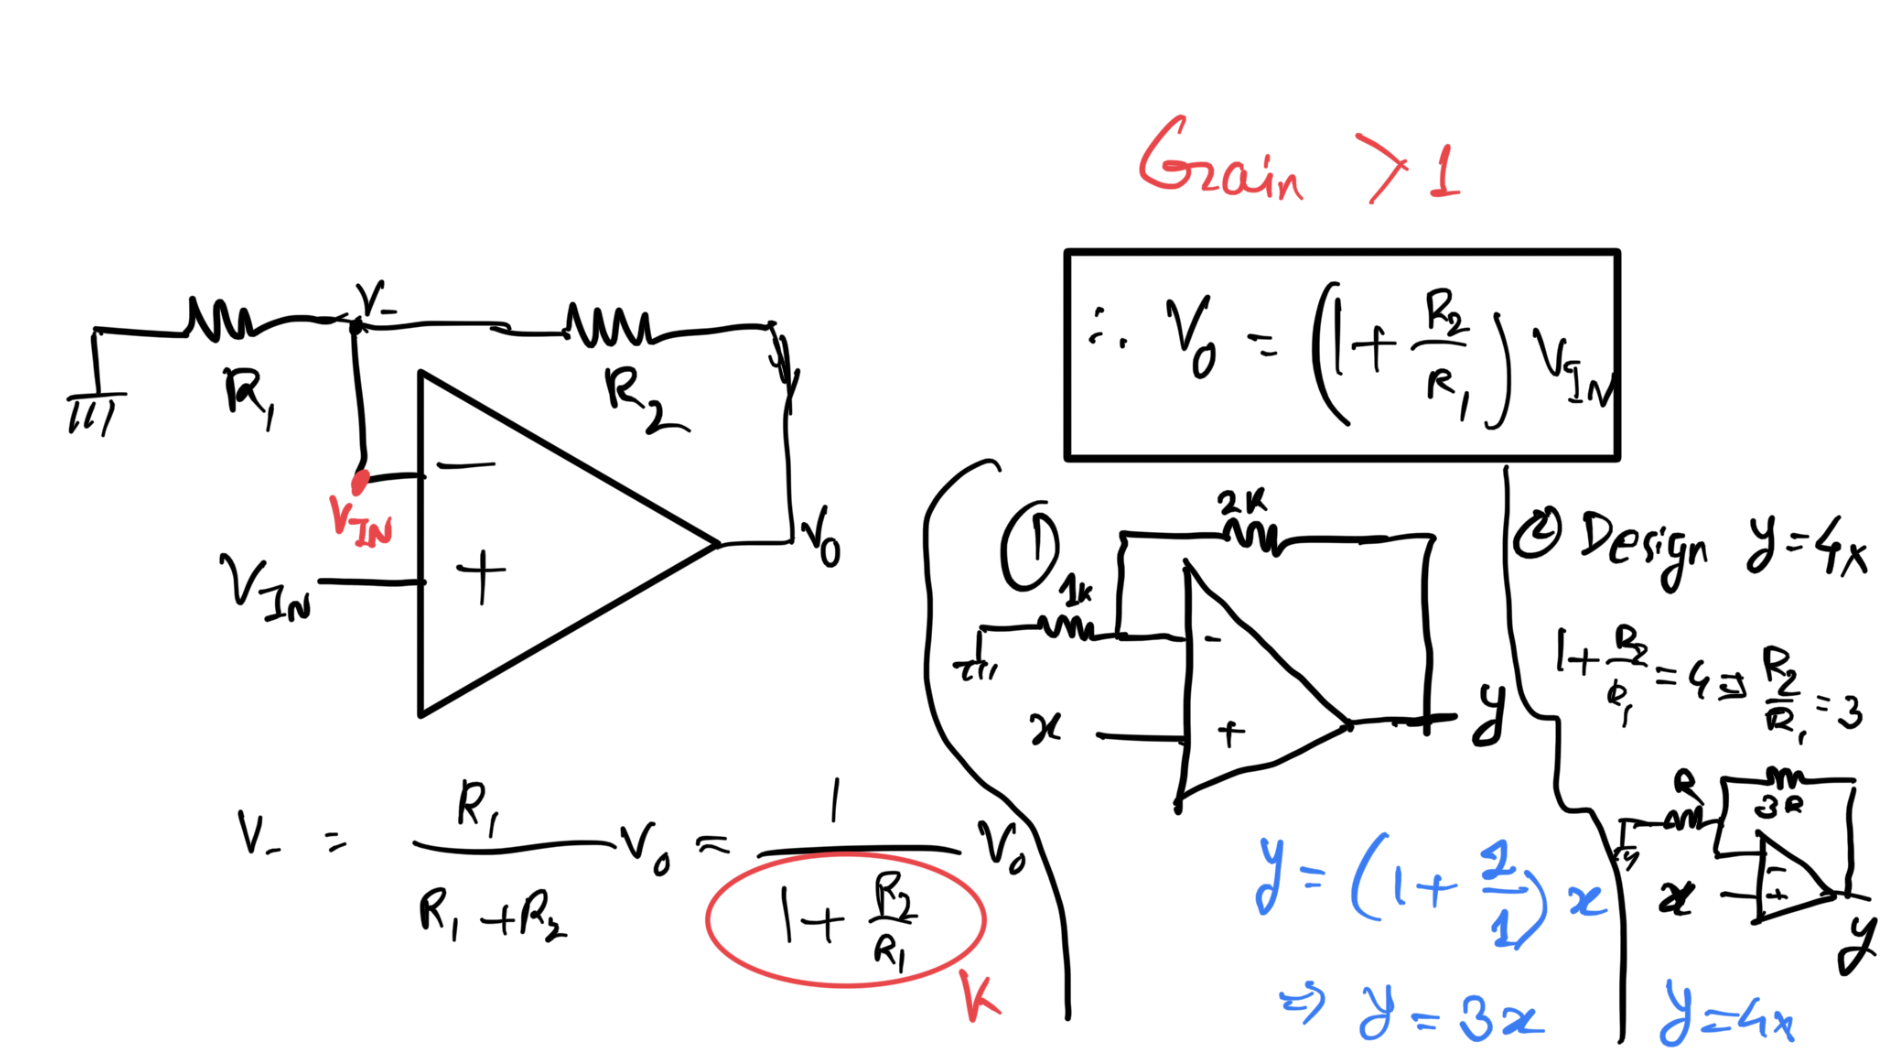 Gain > 1
∴ V₀ = (1 + R₂/R₁) V_IN
V₋
R₁
R₂
V_IN
−
V_IN
+
V₀
V₋ = R₁/(R₁ + R₂) V₀ = 1/(1 + R₂/R₁) V₀
K
①
2K
1K
-
x
+
y
y = (1 + 2/1) x
⇒ y = 3x
② Design y = 4x
1 + R₂/R₁ = 4 ⇒ R₂/R₁ = 3
R
3R
-
x
+
y
y = 4x